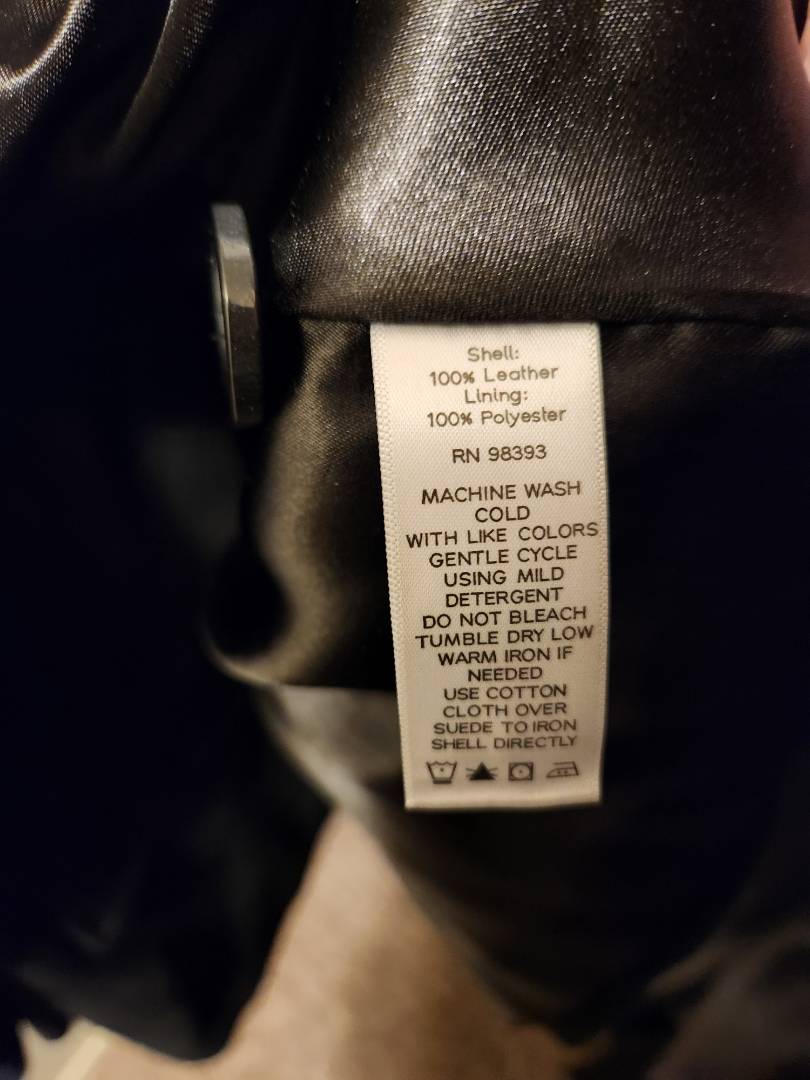 Shell:
100% Leather
Lining:
100% Polyester
RN 98393
MACHINE WASH
COLD
WITH LIKE COLORS
GENTLE CYCLE
USING MILD
DETERGENT
DO NOT BLEACH
TUMBLE DRY LOW
WARM IRON IF
NEEDED
USE COTTON
CLOTH OVER
SUEDE TO IRON
SHELL DIRECTLY